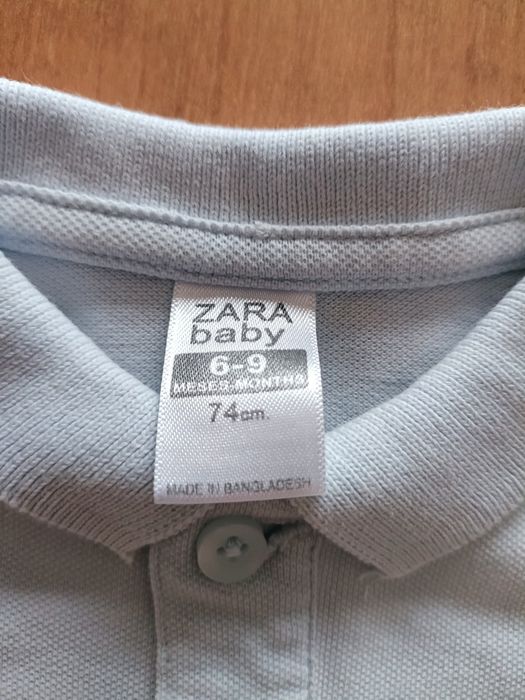 ZARA
baby
6-9
MESES-MONTHS
74cm.
MADE IN BANGLADESH